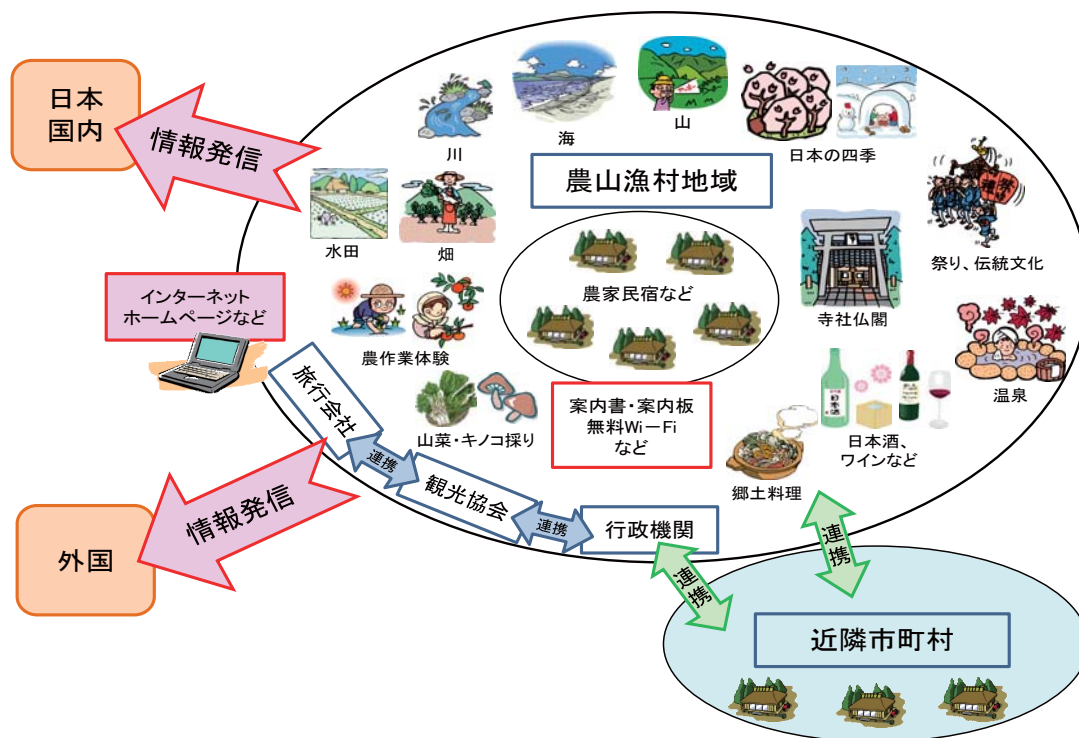 日本
国内
情報発信
川
海
山
日本の四季
農山漁村地域
水田
畑
祭り、伝統文化
農家民宿など
寺社仏閣
インターネット
ホームページなど
農作業体験
温泉
旅行会社
連携
山菜・キノコ採り
案内書・案内板
無料Wi-Fi
など
日本酒
日本酒、
ワインなど
郷土料理
観光協会
連携
行政機関
情報発信
外国
連携
連携
近隣市町村